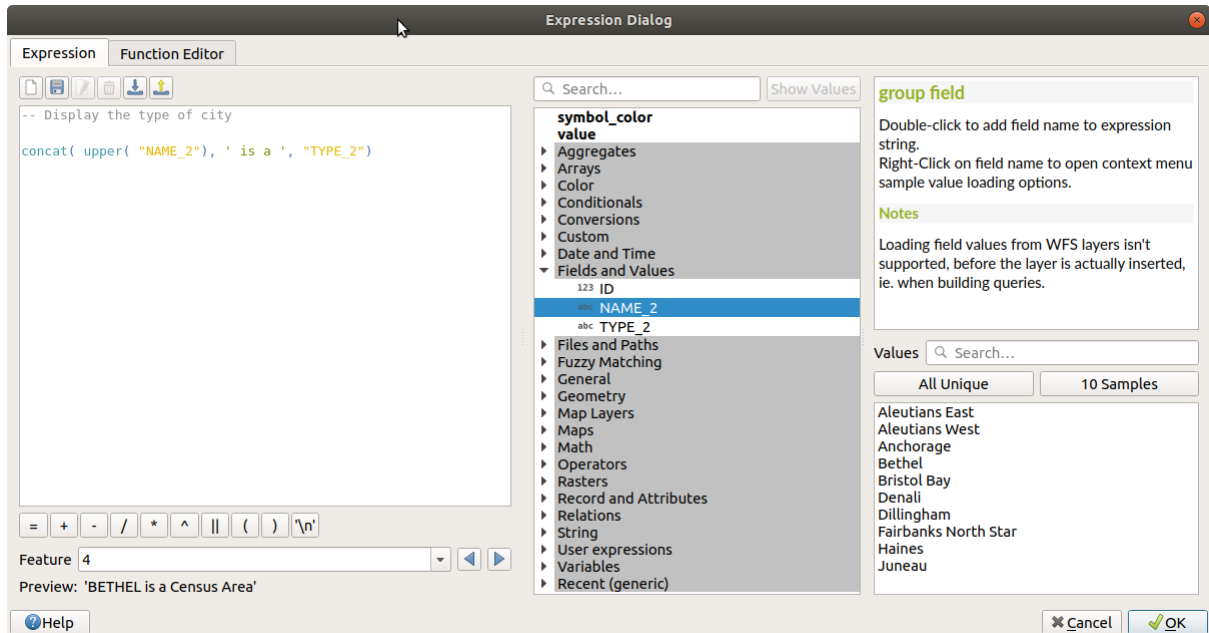 Expression Dialog
Expression
Function Editor
-- Display the type of city
concat( upper( "NAME_2"), ' is a ', "TYPE_2")
= + - / * ^ || ( ) '\n'
Feature 4
Preview: 'BETHEL is a Census Area'
Help
Search...
Show Values
symbol_color
value
Aggregates
Arrays
Color
Conditionals
Conversions
Custom
Date and Time
Fields and Values
123 ID
abc NAME_2
abc TYPE_2
Files and Paths
Fuzzy Matching
General
Geometry
Map Layers
Maps
Math
Operators
Rasters
Record and Attributes
Relations
String
User expressions
Variables
Recent (generic)
group field
Double-click to add field name to expression
string.
Right-Click on field name to open context menu
sample value loading options.
Notes
Loading field values from WFS layers isn't
supported, before the layer is actually inserted,
ie. when building queries.
Values Search...
All Unique
10 Samples
Aleutians East
Aleutians West
Anchorage
Bethel
Bristol Bay
Denali
Dillingham
Fairbanks North Star
Haines
Juneau
Cancel
OK